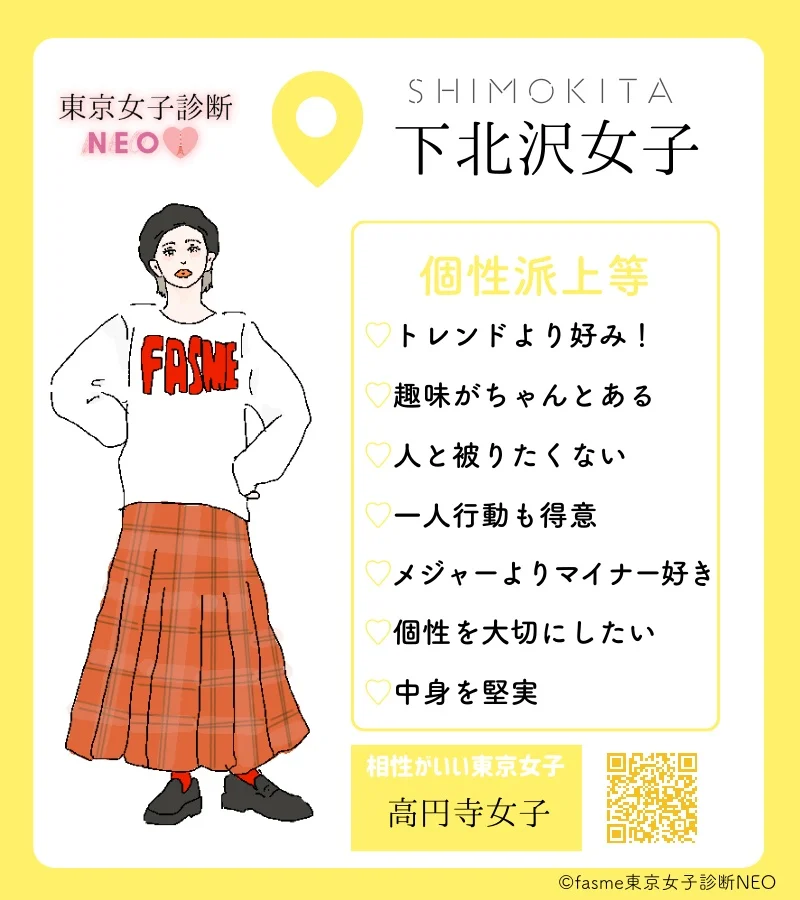 東京女子診断
NEO
SHIMOKITA
下北沢女子
FASME
個性派上等
♡トレンドより好み！
♡趣味がちゃんとある
♡人と被りたくない
♡一人行動も得意
♡メジャーよりマイナー好き
♡個性を大切にしたい
♡中身を堅実
相性がいい東京女子
高円寺女子
©fasme東京女子診断NEO